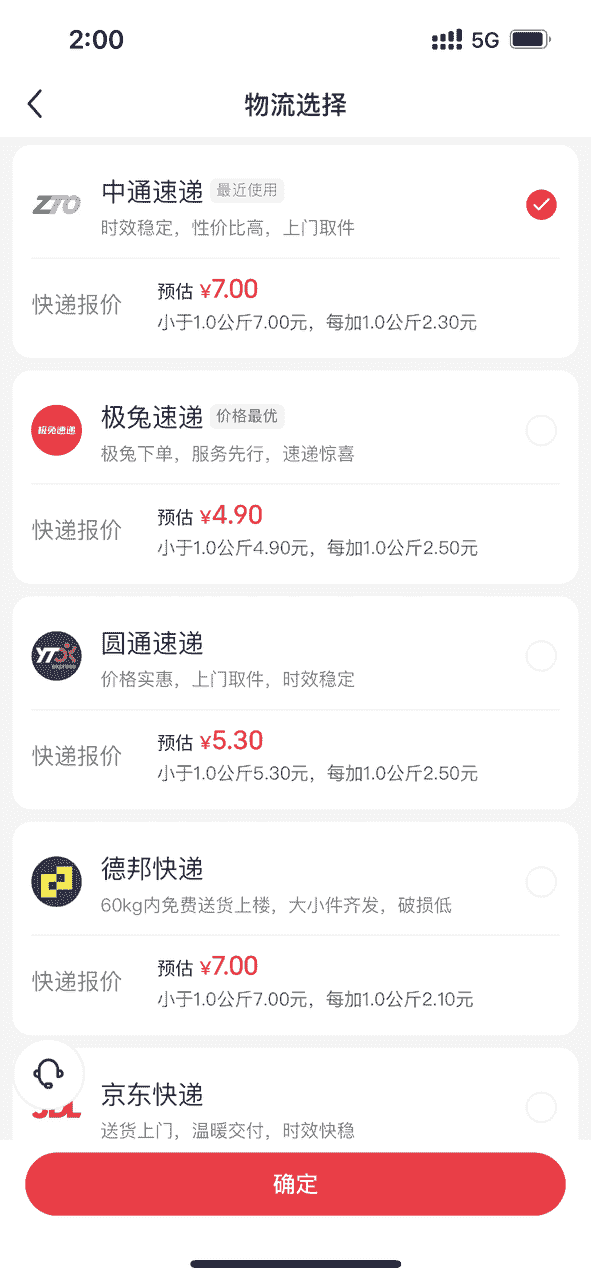 2:00
5G
物流选择
ZTO
中通速递 最近使用
时效稳定，性价比高，上门取件
快递报价
预估 ¥7.00
小于1.0公斤7.00元，每加1.0公斤2.30元
极兔速递
极兔速递 价格最优
极兔下单，服务先行，速递惊喜
快递报价
预估 ¥4.90
小于1.0公斤4.90元，每加1.0公斤2.50元
YTO
express
圆通速递
价格实惠，上门取件，时效稳定
快递报价
预估 ¥5.30
小于1.0公斤5.30元，每加1.0公斤2.50元
德邦快递
60kg内免费送货上楼，大小件齐发，破损低
快递报价
预估 ¥7.00
小于1.0公斤7.00元，每加1.0公斤2.10元
京东快递
送货上门，温暖交付，时效快稳
确定